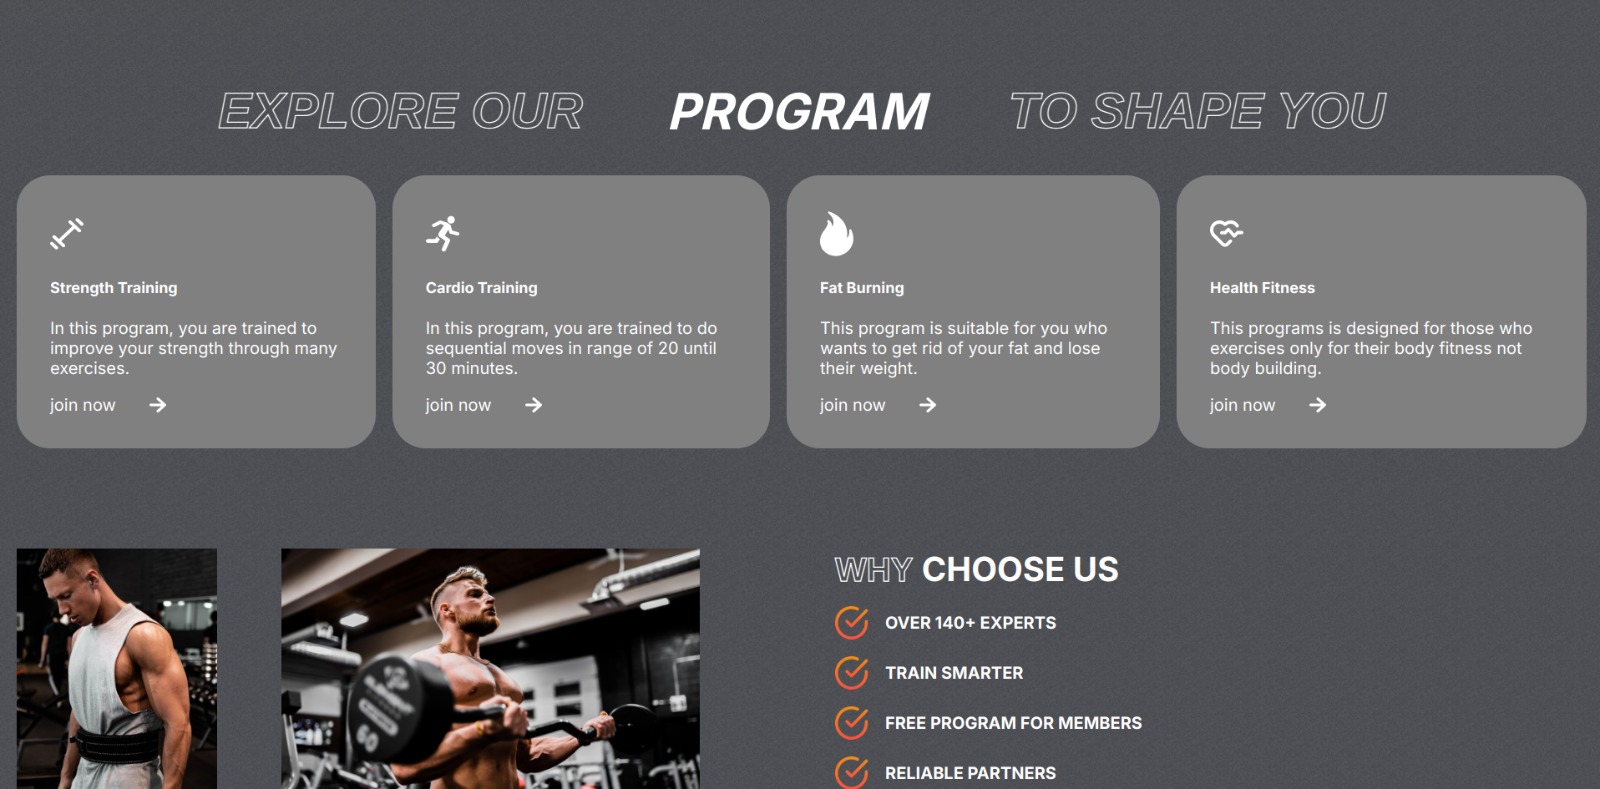 EXPLORE OUR PROGRAM TO SHAPE YOU
Strength Training
In this program, you are trained to
improve your strength through many
exercises.
join now
Cardio Training
In this program, you are trained to do
sequential moves in range of 20 until
30 minutes.
join now
Fat Burning
This program is suitable for you who
wants to get rid of your fat and lose
their weight.
join now
Health Fitness
This programs is designed for those who
exercises only for their body fitness not
body building.
join now
60
WHY CHOOSE US
OVER 140+ EXPERTS
TRAIN SMARTER
FREE PROGRAM FOR MEMBERS
RELIABLE PARTNERS